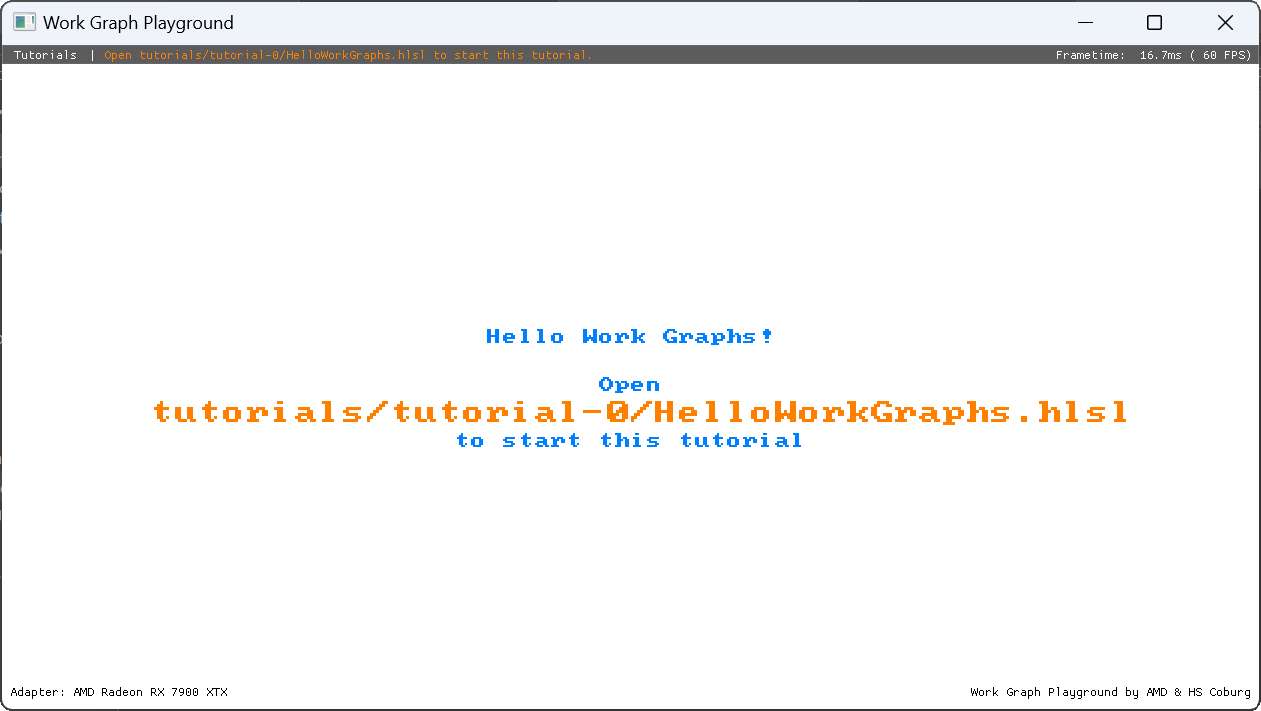 Work Graph Playground
Tutorials | Open tutorials/tutorial-0/HelloWorkGraphs.hlsl to start this tutorial. Frametime: 16.7ms ( 60 FPS)
Hello Work Graphs!
Open
tutorials/tutorial-0/HelloWorkGraphs.hlsl
to start this tutorial
Adapter: AMD Radeon RX 7900 XTX Work Graph Playground by AMD & HS Coburg